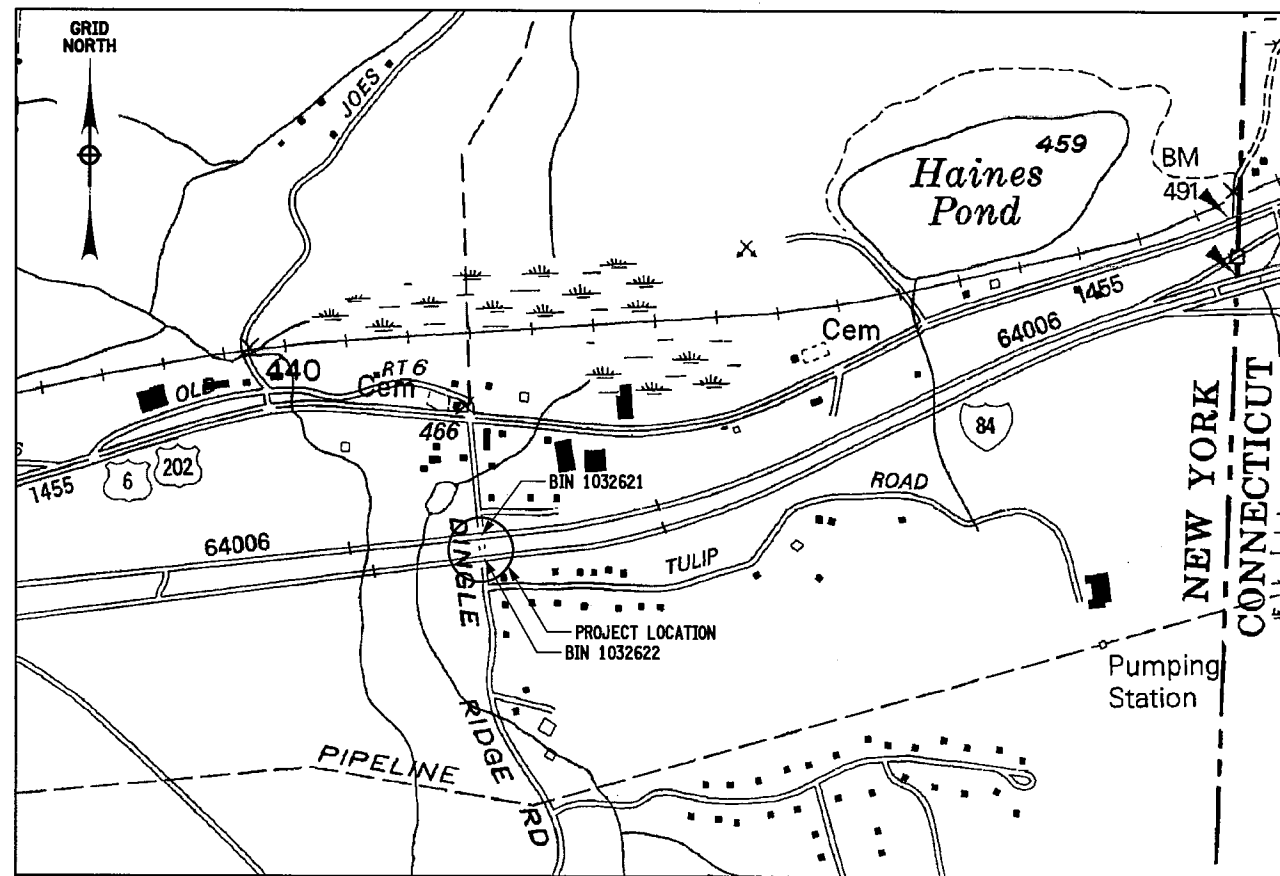 GRID
NORTH
JOES
459
Haines
Pond
BM
491
1455
64006
Cem
440
OLD
RT 6
Cem
466
84
6
202
1455
BIN 1032621
ROAD
64006
TULIP
DINGLE
PROJECT LOCATION
BIN 1032622
NEW YORK
CONNECTICUT
Pumping
Station
RIDGE
PIPELINE
RD